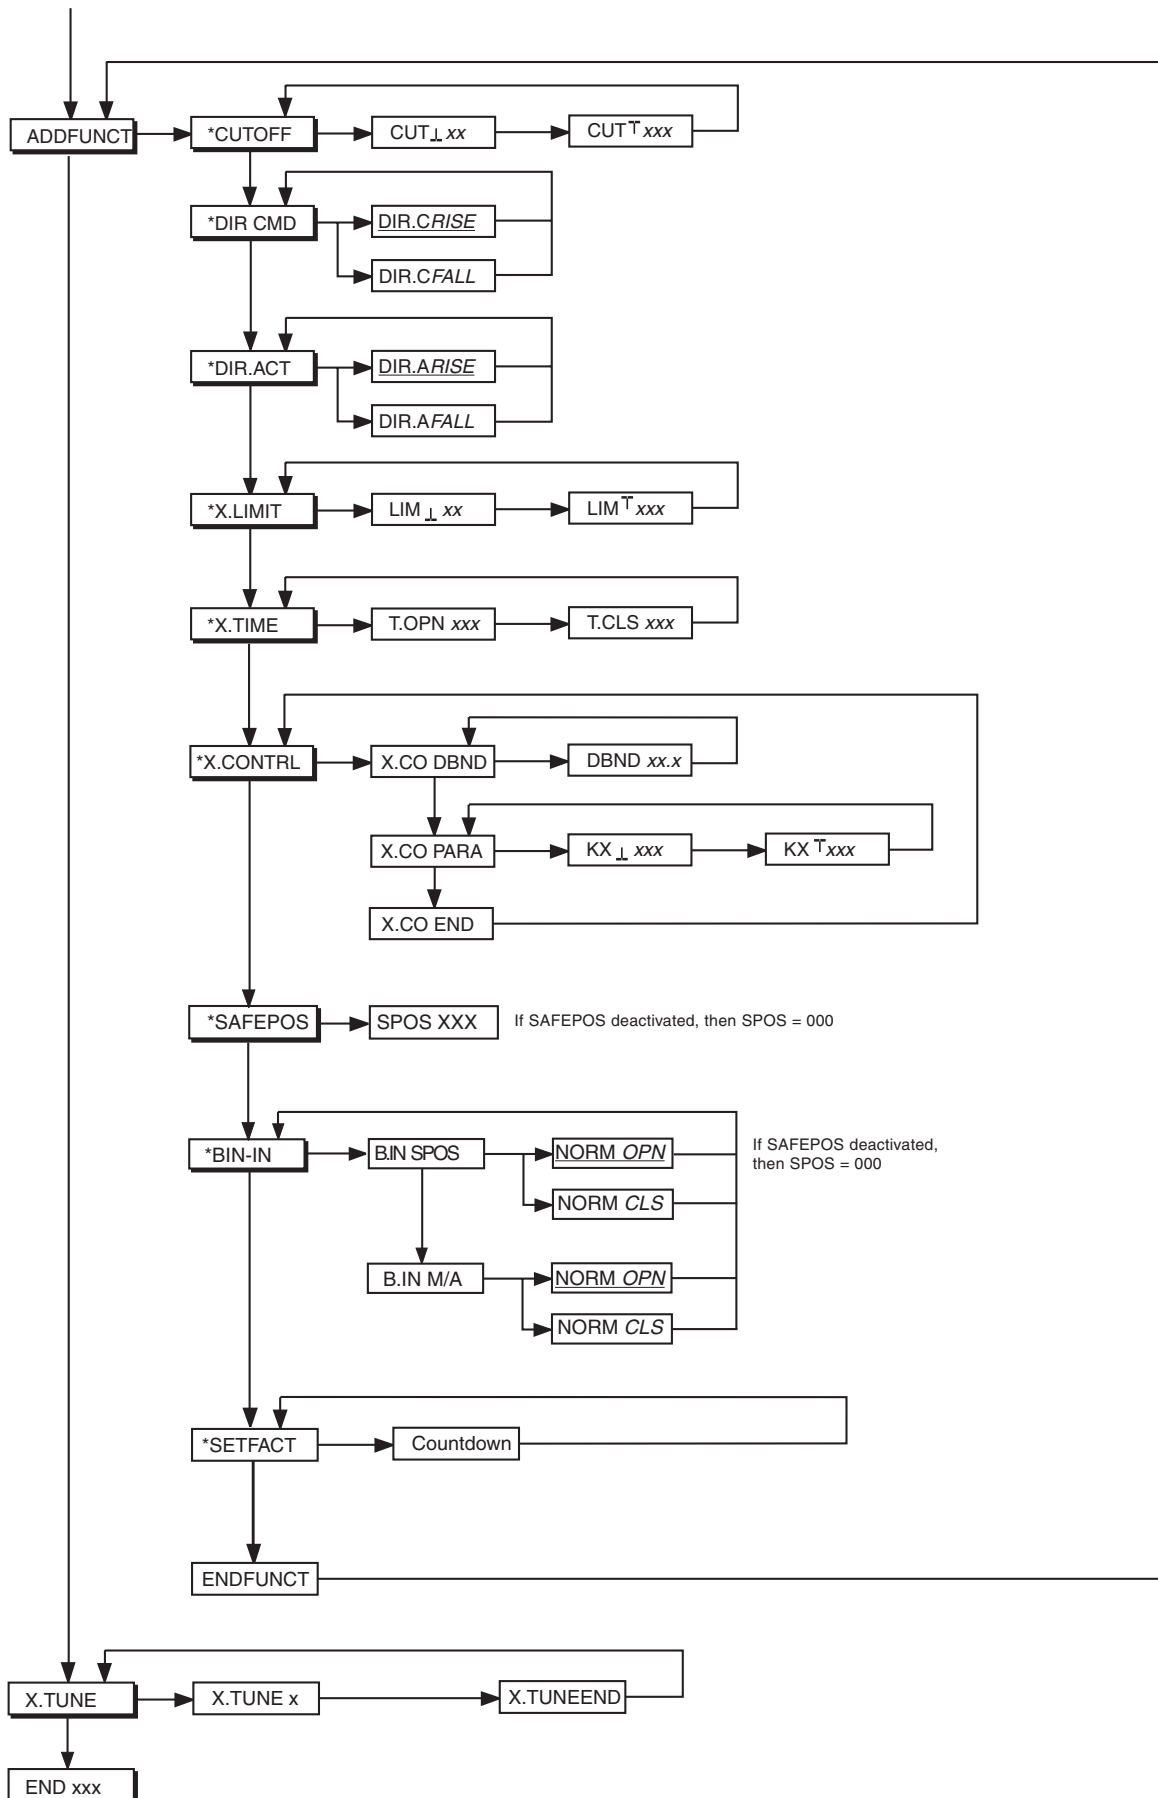 ADDFUNCT
*CUTOFF
CUT⊥ xx
CUT⊤ xxx
*DIR CMD
DIR.CRISE
DIR.CFALL
*DIR.ACT
DIR.ARISE
DIR.AFALL
*X.LIMIT
LIM⊥ xx
LIM⊤ xxx
*X.TIME
T.OPN xxx
T.CLS xxx
*X.CONTRL
X.CO DBND
DBND xx.x
X.CO PARA
KX⊥ xxx
KX⊤xxx
X.CO END
*SAFEPOS
SPOS XXX
If SAFEPOS deactivated, then SPOS = 000
*BIN-IN
B.IN SPOS
NORM OPN
If SAFEPOS deactivated,
then SPOS = 000
NORM CLS
B.IN M/A
NORM OPN
NORM CLS
*SETFACT
Countdown
ENDFUNCT
X.TUNE
X.TUNE x
X.TUNEEND
END xxx